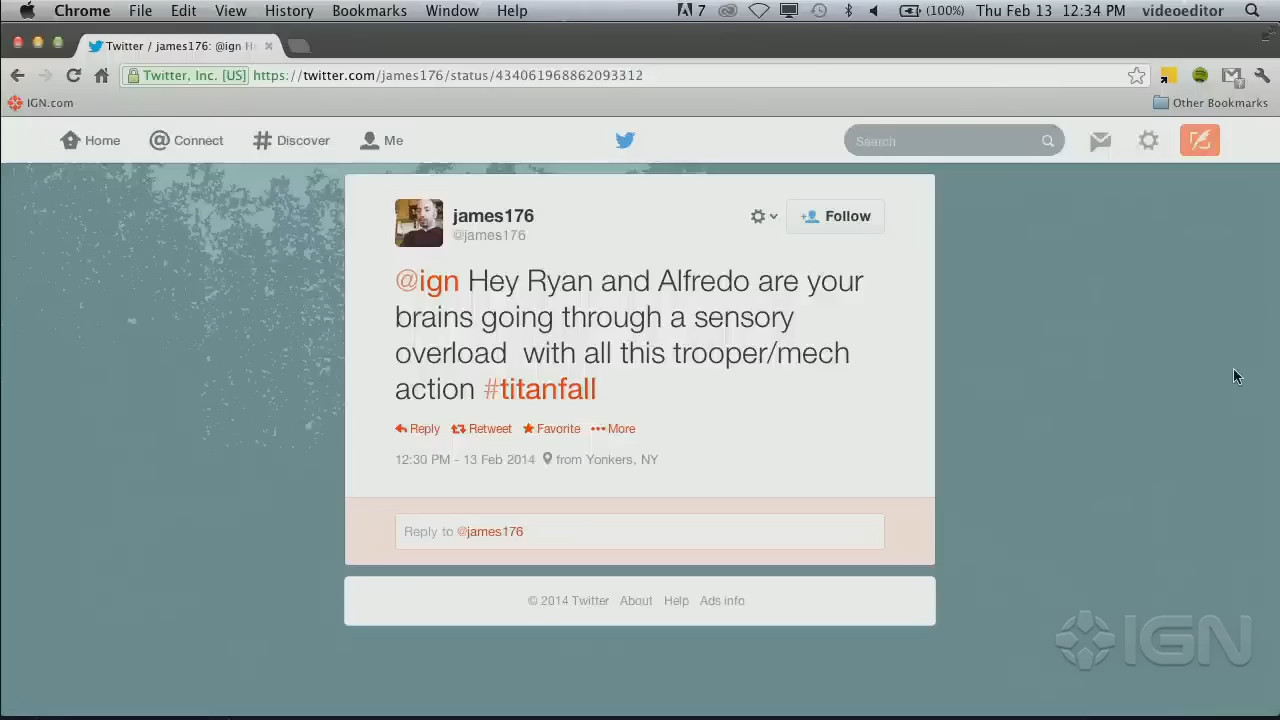 Chrome File Edit View History Bookmarks Window Help 7 (100%) Thu Feb 13 12:34 PM videoeditor
Twitter / james176: @ign H
Twitter, Inc. [US] https://twitter.com/james176/status/434061968862093312
IGN.com Other Bookmarks
Home Connect Discover Me Search
james176
@james176
Follow
@ign Hey Ryan and Alfredo are your
brains going through a sensory
overload with all this trooper/mech
action #titanfall
Reply Retweet Favorite More
12:30 PM - 13 Feb 2014 from Yonkers, NY
Reply to @james176
© 2014 Twitter About Help Ads info
IGN